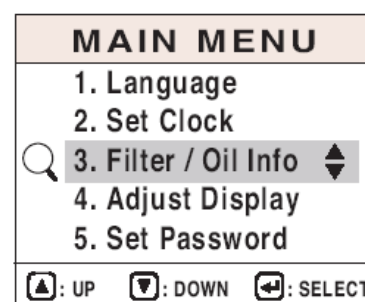 MAIN MENU
1. Language
2. Set Clock
3. Filter / Oil Info
4. Adjust Display
5. Set Password
: UP : DOWN : SELECT